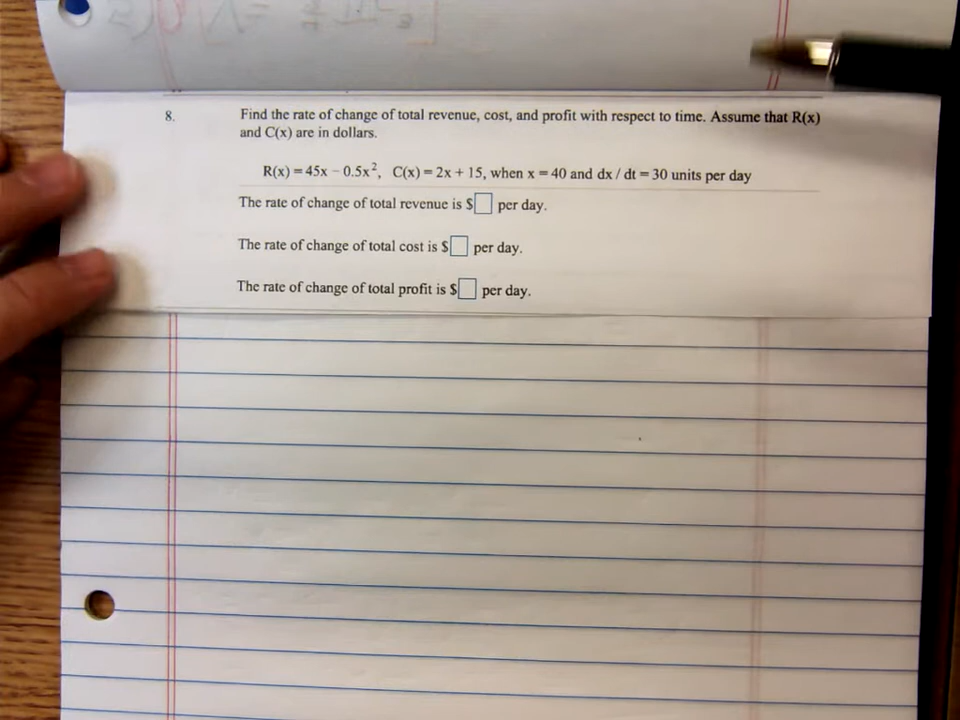 8. Find the rate of change of total revenue, cost, and profit with respect to time. Assume that R(x)
and C(x) are in dollars.
R(x) = 45x − 0.5x², C(x) = 2x + 15, when x = 40 and dx / dt = 30 units per day
The rate of change of total revenue is $ per day.
The rate of change of total cost is $ per day.
The rate of change of total profit is $ per day.